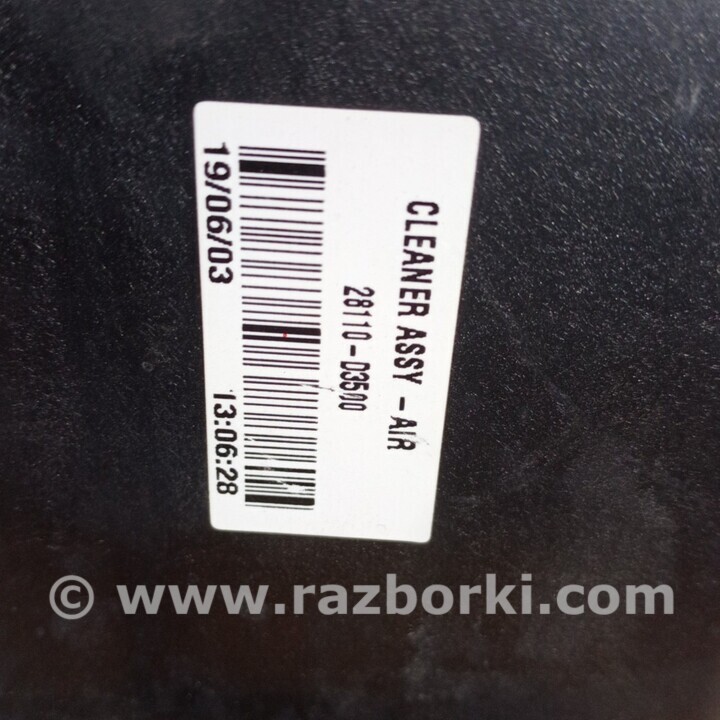 CLEANER ASSY - AIR
28110-D3500
19/06/03 13:06:28
© www.razborki.com